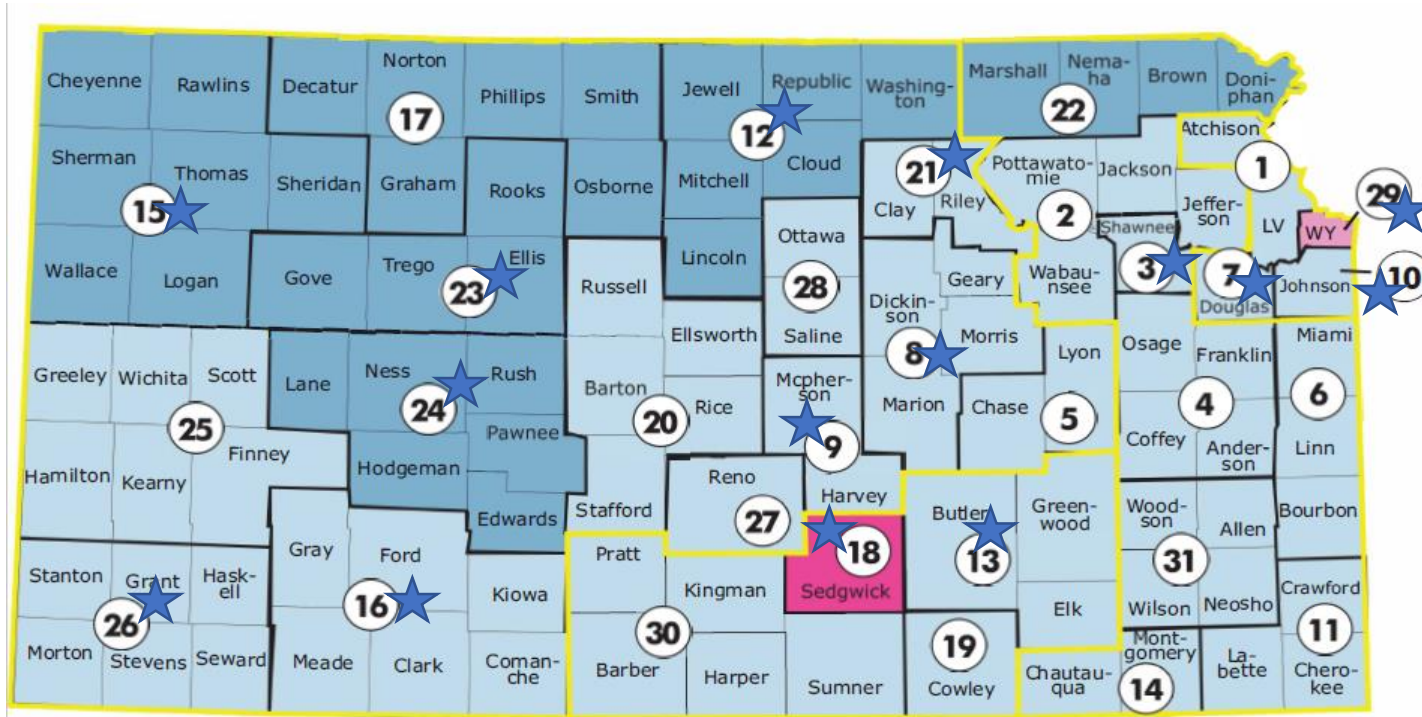 Cheyenne
Rawlins
Decatur
Norton
Phillips
Smith
Jewell
Republic
Washing-
ton
Marshall
Nema-
ha
Brown
Doni-
phan
17
12
22
Atchison
Sherman
Thomas
Sheridan
Graham
Rooks
Osborne
Mitchell
Cloud
21
Clay
Riley
Pottawato-
mie
Jackson
1
15
2
Jeffer-
son
LV
WY
29
Wallace
Logan
Gove
Trego
Ellis
23
Lincoln
Ottawa
28
Saline
Russell
Geary
Dickin-
son
Wabau-
nsee
Shawnee
3
7
Douglas
Johnson
10
Ellsworth
8
Morris
Lyon
Osage
Franklin
Miami
Greeley
Wichita
Scott
Lane
Ness
Rush
24
Barton
20
Rice
Mcpher-
son
9
Marion
Chase
5
4
6
25
Pawnee
Coffey
Ander-
son
Linn
Hamilton
Kearny
Finney
Hodgeman
Edwards
Stafford
Reno
27
Harvey
Butler
13
Green-
wood
Wood-
son
Allen
Bourbon
Gray
Ford
Pratt
18
Sedgwick
31
Stanton
Grant
Hask-
ell
16
Kiowa
Kingman
Elk
Wilson
Neosho
Crawford
26
30
19
11
Morton
Stevens
Seward
Meade
Clark
Coman-
che
Barber
Harper
Sumner
Cowley
Chautau-
qua
Mont-
gomery
14
La-
bette
Chero-
kee